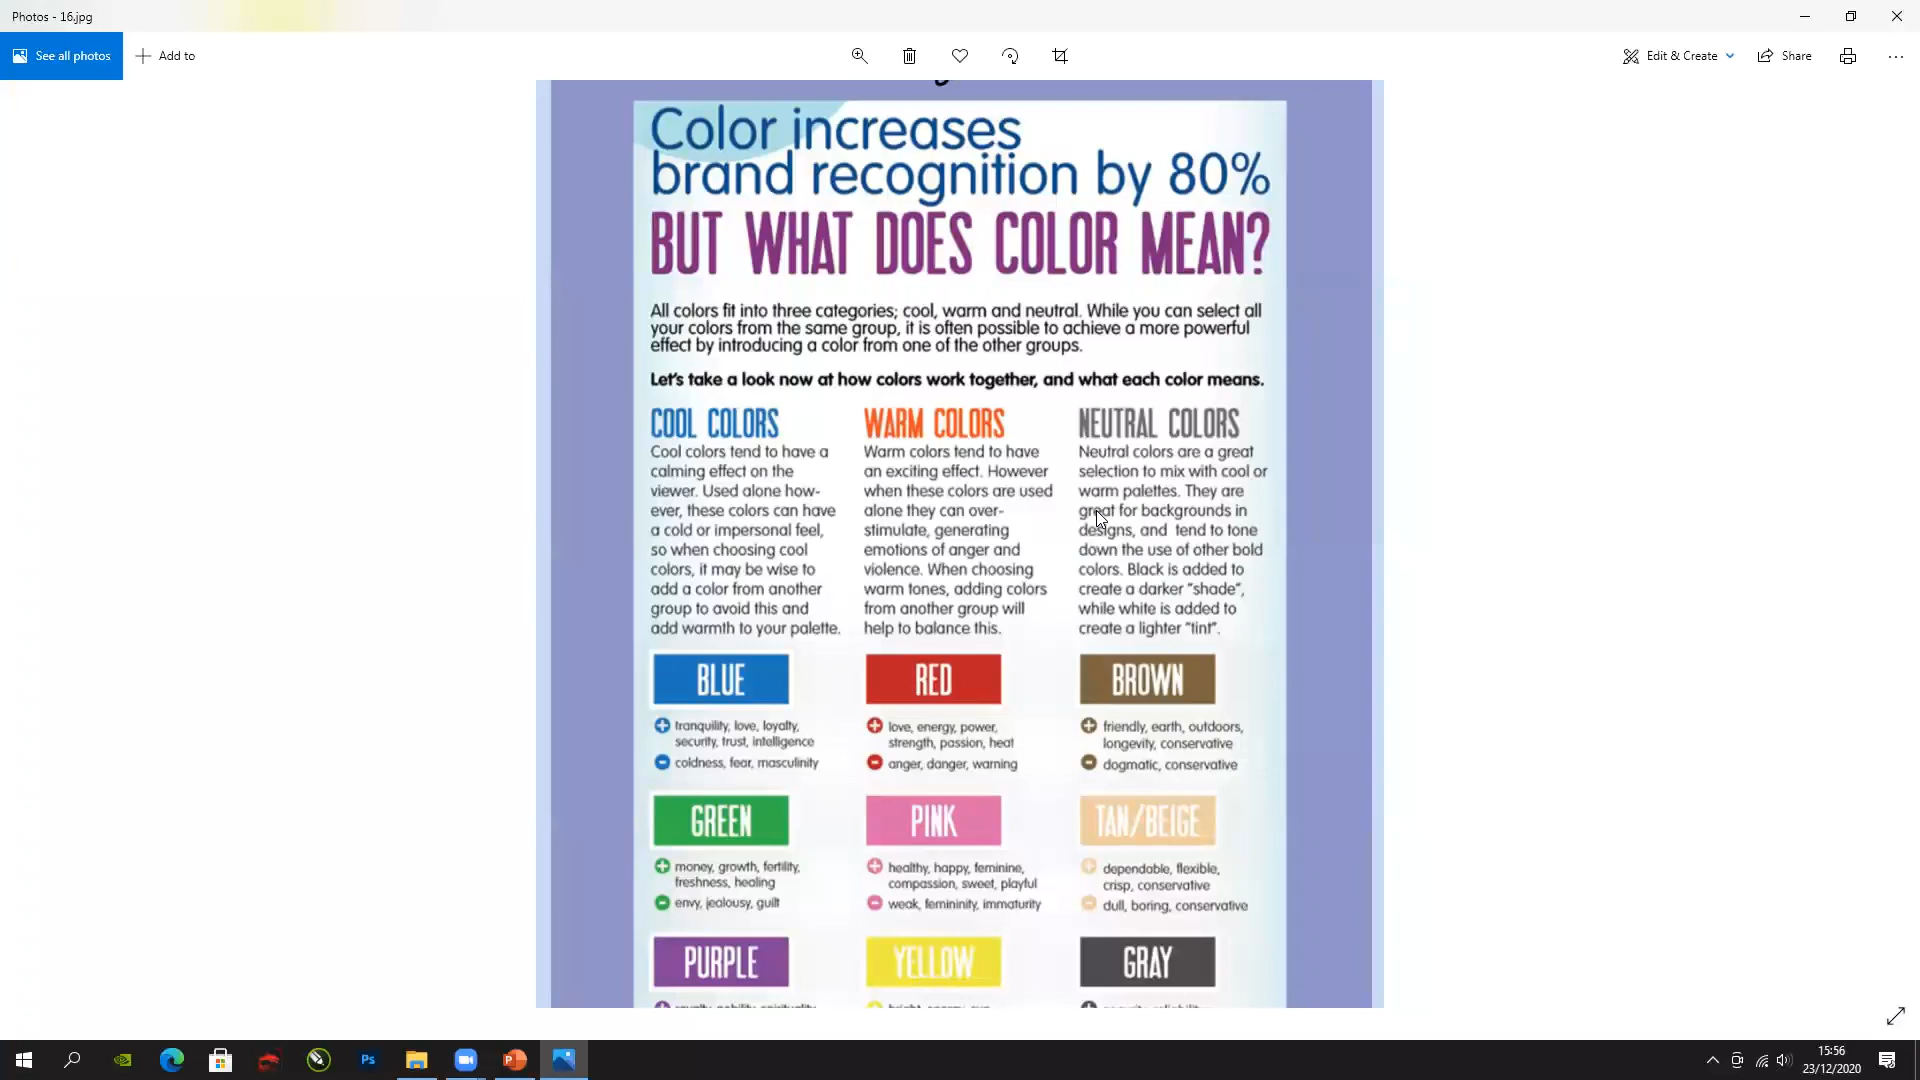 Photos - 16.jpg
See all photos
Add to
Edit & Create
Share
Color increases
brand recognition by 80%
BUT WHAT DOES COLOR MEAN?
All colors fit into three categories; cool, warm and neutral. While you can select all
your colors from the same group, it is often possible to achieve a more powerful
effect by introducing a color from one of the other groups.
Let's take a look now at how colors work together, and what each color means.
COOL COLORS
Cool colors tend to have a
calming effect on the
viewer. Used alone how-
ever, these colors can have
a cold or impersonal feel,
so when choosing cool
colors, it may be wise to
add a color from another
group to avoid this and
add warmth to your palette.
WARM COLORS
Warm colors tend to have
an exciting effect. However
when these colors are used
alone they can over-
stimulate, generating
emotions of anger and
violence. When choosing
warm tones, adding colors
from another group will
help to balance this.
NEUTRAL COLORS
Neutral colors are a great
selection to mix with cool or
warm palettes. They are
great for backgrounds in
designs, and tend to tone
down the use of other bold
colors. Black is added to
create a darker "shade",
while white is added to
create a lighter "tint".
BLUE
tranquility, love, loyalty,
security, trust, intelligence
coldness, fear, masculinity
RED
love, energy, power,
strength, passion, heat
anger, danger, warning
BROWN
friendly, earth, outdoors,
longevity, conservative
dogmatic, conservative
GREEN
money, growth, fertility,
freshness, healing
envy, jealousy, guilt
PINK
healthy, happy, feminine,
compassion, sweet, playful
weak, femininity, immaturity
TAN/BEIGE
dependable, flexible,
crisp, conservative
dull, boring, conservative
PURPLE
YELLOW
GRAY
Ps
P
15:56
23/12/2020